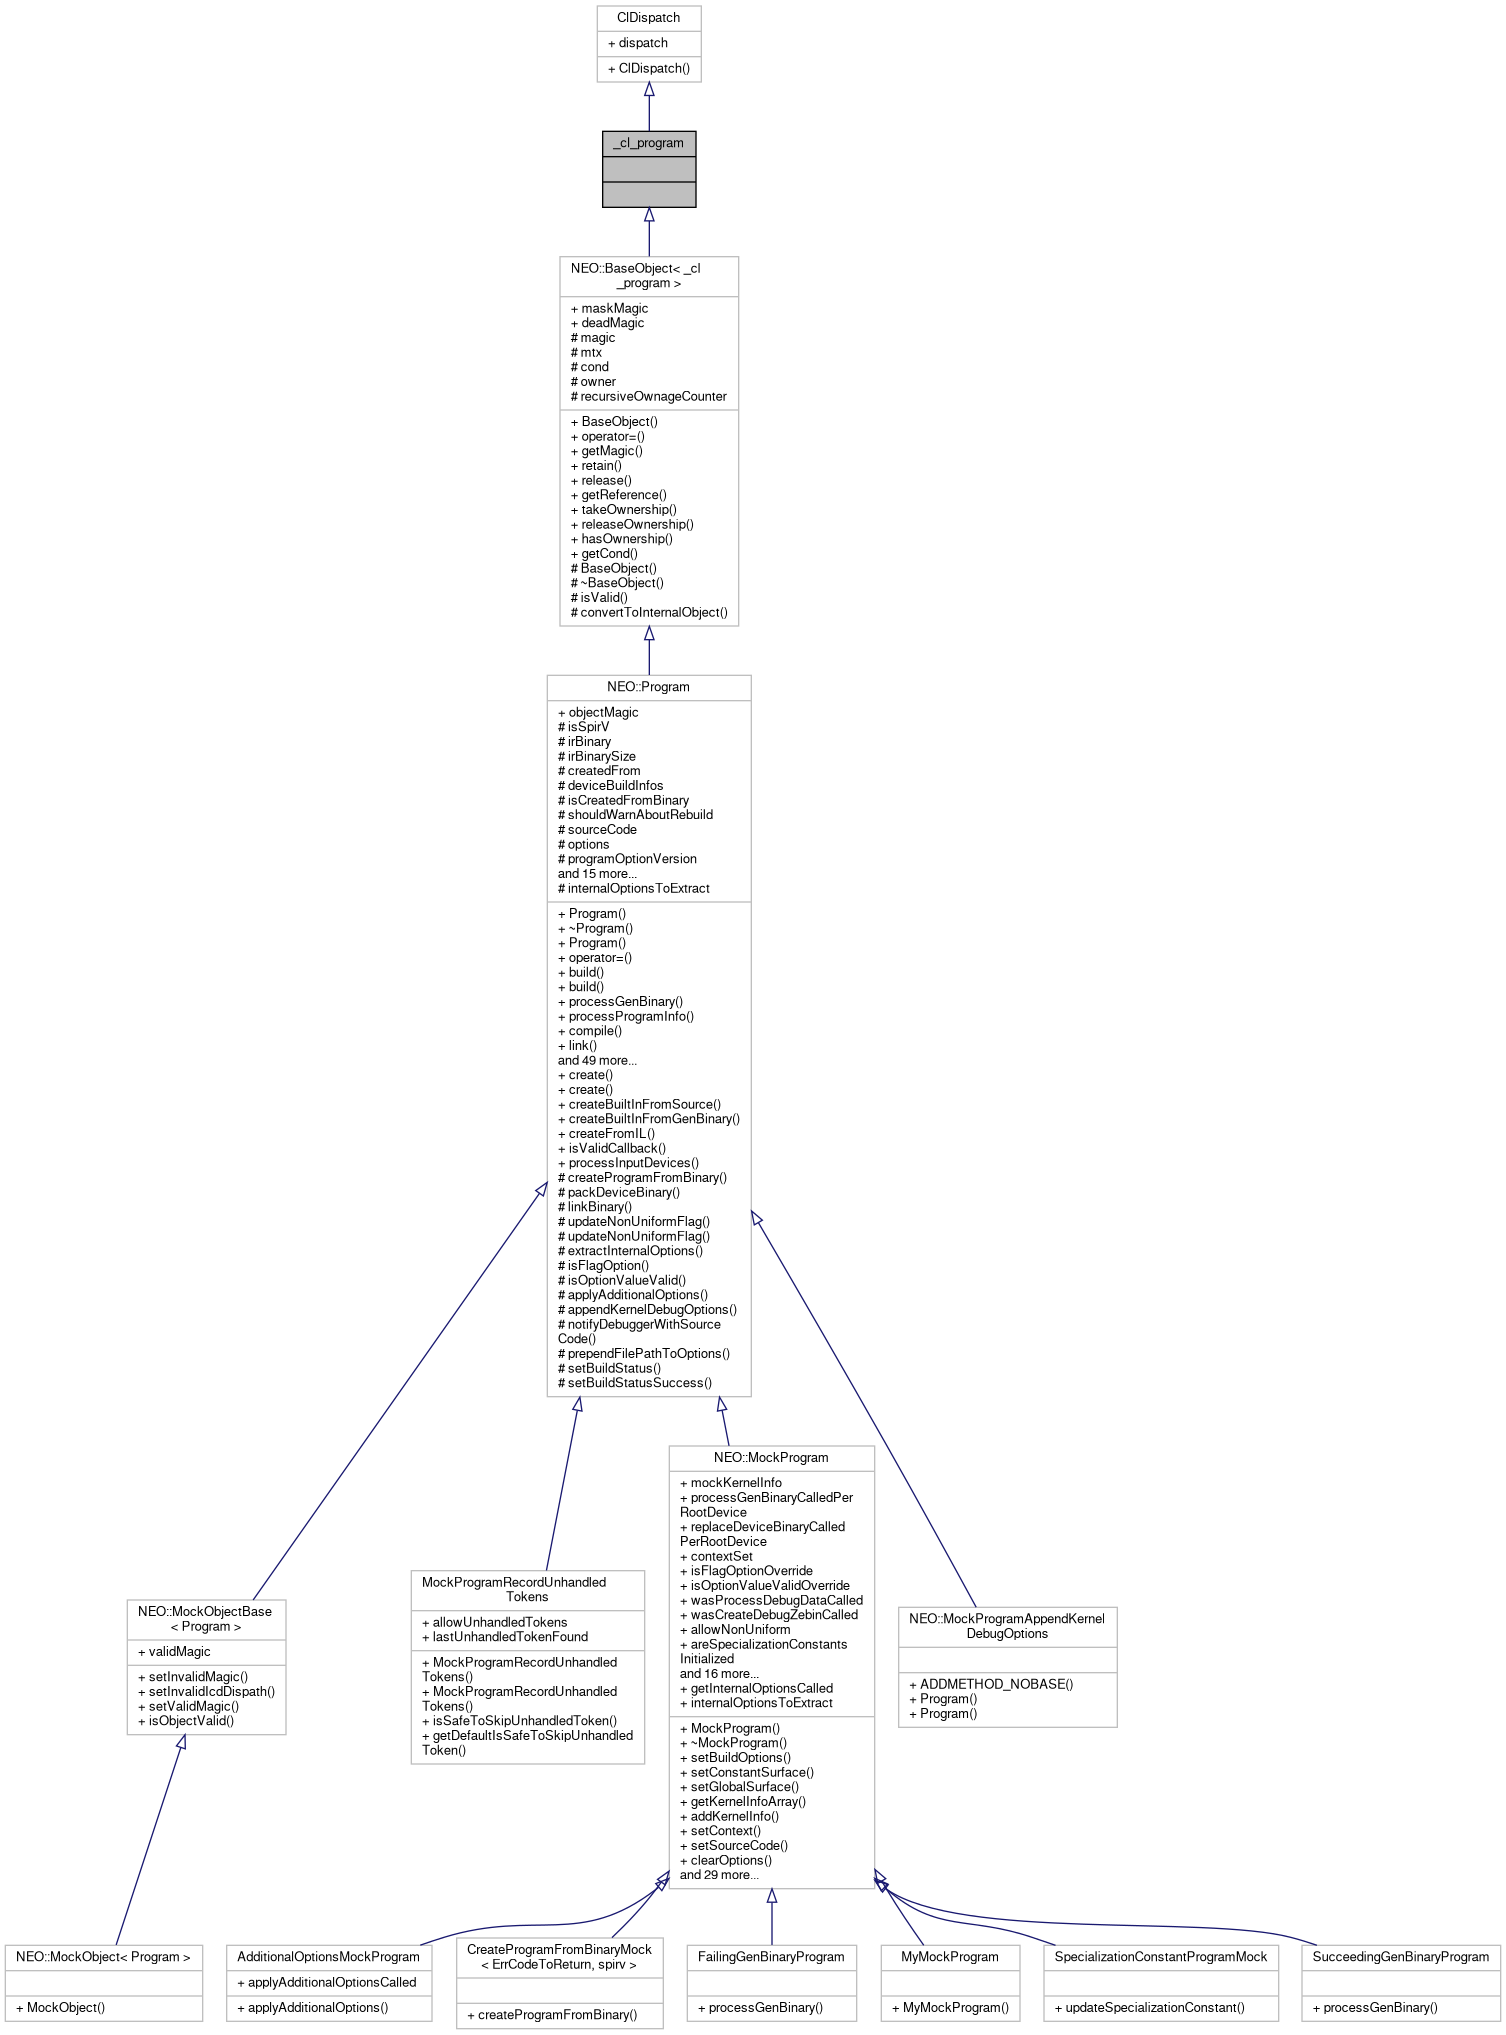 ClDispatch
+ dispatch
+ ClDispatch()
_cl_program
NEO::BaseObject< _cl
_program >
+ maskMagic
+ deadMagic
# magic
# mtx
# cond
# owner
# recursiveOwnageCounter
+ BaseObject()
+ operator=()
+ getMagic()
+ retain()
+ release()
+ getReference()
+ takeOwnership()
+ releaseOwnership()
+ hasOwnership()
+ getCond()
# BaseObject()
# ~BaseObject()
# isValid()
# convertToInternalObject()
NEO::Program
+ objectMagic
# isSpirV
# irBinary
# irBinarySize
# createdFrom
# deviceBuildInfos
# isCreatedFromBinary
# shouldWarnAboutRebuild
# sourceCode
# options
# programOptionVersion
and 15 more...
# internalOptionsToExtract
+ Program()
+ ~Program()
+ Program()
+ operator=()
+ build()
+ build()
+ processGenBinary()
+ processProgramInfo()
+ compile()
+ link()
and 49 more...
+ create()
+ create()
+ createBuiltInFromSource()
+ createBuiltInFromGenBinary()
+ createFromIL()
+ isValidCallback()
+ processInputDevices()
# createProgramFromBinary()
# packDeviceBinary()
# linkBinary()
# updateNonUniformFlag()
# updateNonUniformFlag()
# extractInternalOptions()
# isFlagOption()
# isOptionValueValid()
# applyAdditionalOptions()
# appendKernelDebugOptions()
# notifyDebuggerWithSource
Code()
# prependFilePathToOptions()
# setBuildStatus()
# setBuildStatusSuccess()
NEO::MockObjectBase
< Program >
+ validMagic
+ setInvalidMagic()
+ setInvalidIcdDispath()
+ setValidMagic()
+ isObjectValid()
MockProgramRecordUnhandled
Tokens
+ allowUnhandledTokens
+ lastUnhandledTokenFound
+ MockProgramRecordUnhandled
Tokens()
+ MockProgramRecordUnhandled
Tokens()
+ isSafeToSkipUnhandledToken()
+ getDefaultIsSafeToSkipUnhandled
Token()
NEO::MockProgram
+ mockKernelInfo
+ processGenBinaryCalledPer
RootDevice
+ replaceDeviceBinaryCalled
PerRootDevice
+ contextSet
+ isFlagOptionOverride
+ isOptionValueValidOverride
+ wasProcessDebugDataCalled
+ wasCreateDebugZebinCalled
+ allowNonUniform
+ areSpecializationConstants
Initialized
and 16 more...
+ getInternalOptionsCalled
+ internalOptionsToExtract
+ MockProgram()
+ ~MockProgram()
+ setBuildOptions()
+ setConstantSurface()
+ setGlobalSurface()
+ getKernelInfoArray()
+ addKernelInfo()
+ setContext()
+ setSourceCode()
+ clearOptions()
and 29 more...
NEO::MockProgramAppendKernel
DebugOptions
+ ADDMETHOD_NOBASE()
+ Program()
+ Program()
NEO::MockObject< Program >
+ MockObject()
AdditionalOptionsMockProgram
+ applyAdditionalOptionsCalled
+ applyAdditionalOptions()
CreateProgramFromBinaryMock
< ErrCodeToReturn, spirv >
+ createProgramFromBinary()
FailingGenBinaryProgram
+ processGenBinary()
MyMockProgram
+ MyMockProgram()
SpecializationConstantProgramMock
+ updateSpecializationConstant()
SucceedingGenBinaryProgram
+ processGenBinary()